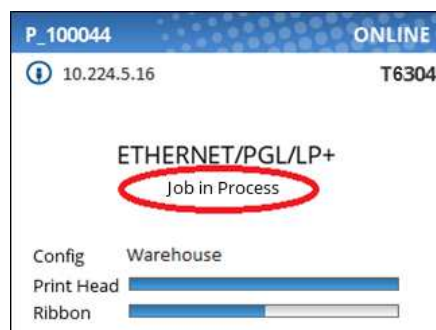 P_100044 ONLINE
10.224.5.16 T6304
ETHERNET/PGL/LP+
Job in Process
Config Warehouse
Print Head
Ribbon